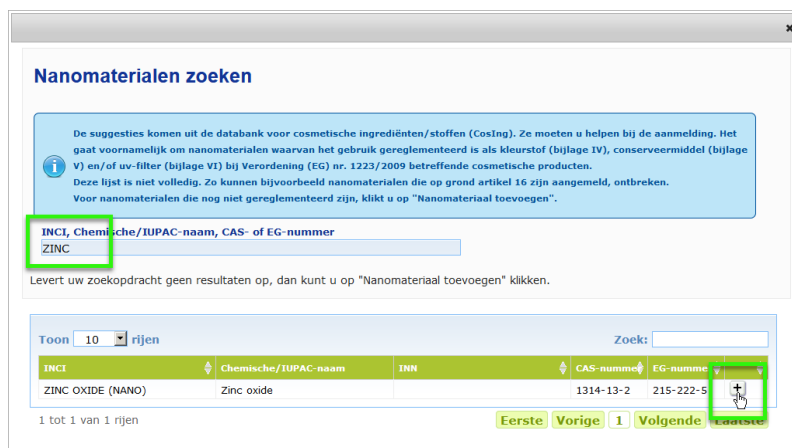 ×
Nanomaterialen zoeken
De suggesties komen uit de databank voor cosmetische ingrediënten/stoffen (CosIng). Ze moeten u helpen bij de aanmelding. Het
gaat voornamelijk om nanomaterialen waarvan het gebruik gereglementeerd is als kleurstof (bijlage IV), conserveermiddel (bijlage
V) en/of uv-filter (bijlage VI) bij Verordening (EG) nr. 1223/2009 betreffende cosmetische producten.
Deze lijst is niet volledig. Zo kunnen bijvoorbeeld nanomaterialen die op grond artikel 16 zijn aangemeld, ontbreken.
Voor nanomaterialen die nog niet gereglementeerd zijn, klikt u op "Nanomateriaal toevoegen".
INCI, Chemische/IUPAC-naam, CAS- of EG-nummer
ZINC
Levert uw zoekopdracht geen resultaten op, dan kunt u op "Nanomateriaal toevoegen" klikken.
Toon 10 rijen Zoek:
INCI Chemische/IUPAC-naam INN CAS-nummer EG-nummer
ZINC OXIDE (NANO) Zinc oxide 1314-13-2 215-222-5 +
1 tot 1 van 1 rijen Eerste Vorige 1 Volgende Laatste